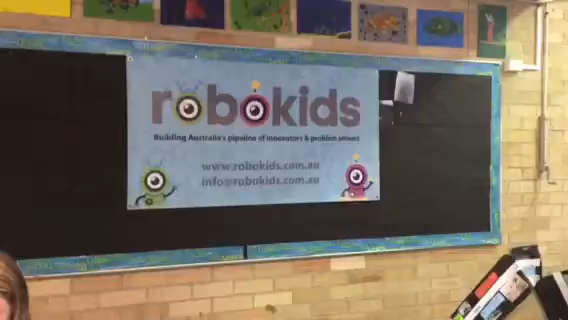 robokids
Building Australia's pipeline of innovators & problem solvers
www.robokids.com.au
info@robokids.com.au